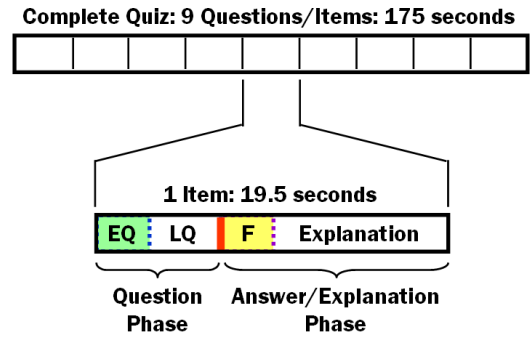 Complete Quiz: 9 Questions/Items: 175 seconds
1 Item: 19.5 seconds
EQ LQ F Explanation
Question Answer/Explanation
Phase Phase